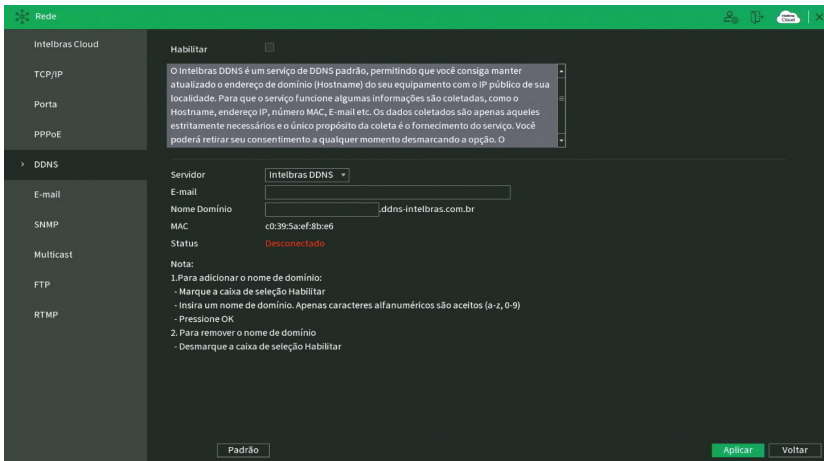 Rede
Intelbras Cloud
TCP/IP
Porta
PPPoE
DDNS
E-mail
SNMP
Multicast
FTP
RTMP
Habilitar
O Intelbras DDNS é um serviço de DDNS padrão, permitindo que você consiga manter
atualizado o endereço de domínio (Hostname) do seu equipamento com o IP público de sua
localidade. Para que o serviço funcione algumas informações são coletadas, como o
Hostname, endereço IP, número MAC, E-mail etc. Os dados coletados são apenas aqueles
estritamente necessários e o único propósito da coleta é o fornecimento do serviço. Você
poderá retirar seu consentimento a qualquer momento desmarcando a opção. O
Servidor Intelbras DDNS
E-mail
Nome Domínio .ddns-intelbras.com.br
MAC c0:39:5a:ef:8b:e6
Status Desconectado
Nota:
1.Para adicionar o nome de domínio:
- Marque a caixa de seleção Habilitar
- Insira um nome de domínio. Apenas caracteres alfanuméricos são aceitos (a-z, 0-9)
- Pressione OK
2. Para remover o nome de domínio
- Desmarque a caixa de seleção Habilitar
Padrão Aplicar Voltar